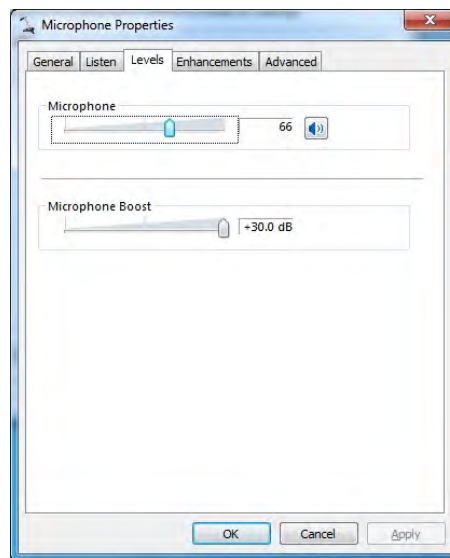 Microphone Properties
General Listen Levels Enhancements Advanced
Microphone
66
Microphone Boost
+30.0 dB
OK Cancel Apply